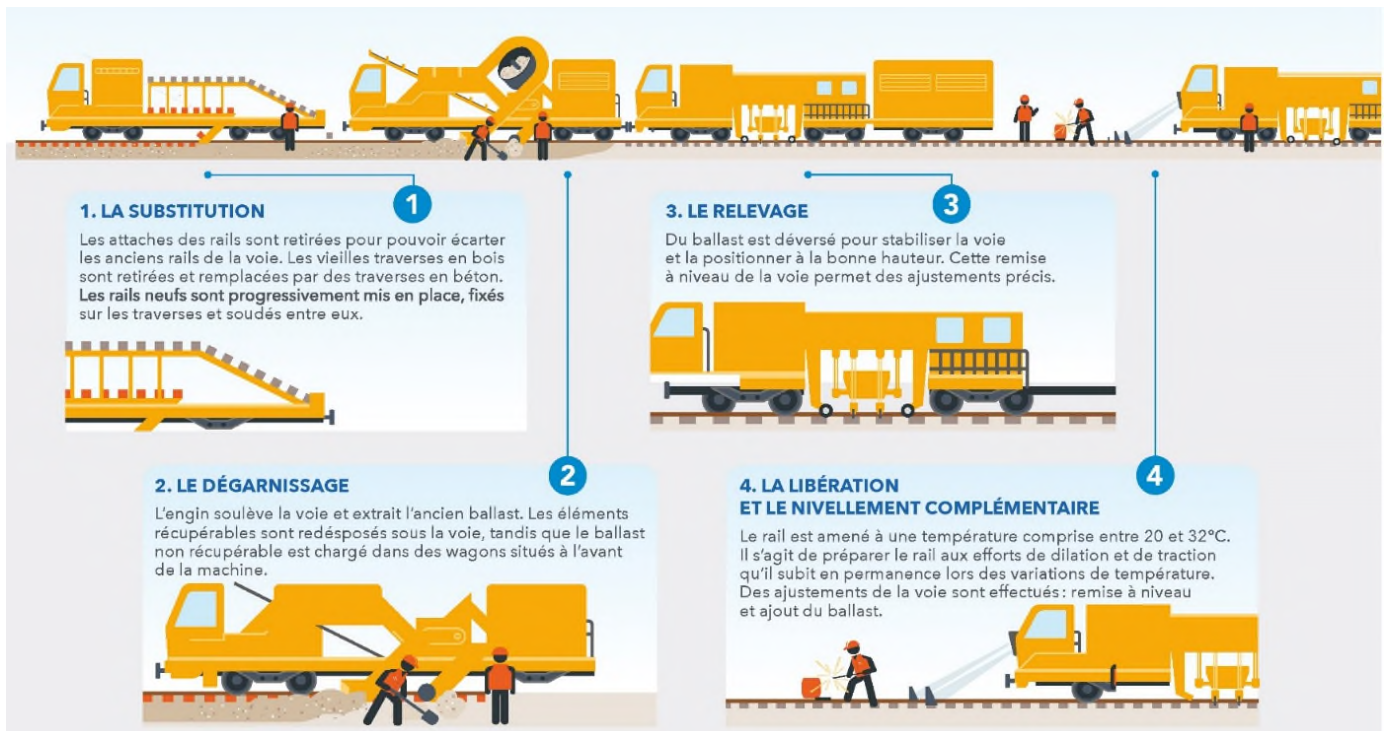 1
1. LA SUBSTITUTION
Les attaches des rails sont retirées pour pouvoir écarter
les anciens rails de la voie. Les vieilles traverses en bois
sont retirées et remplacées par des traverses en béton.
Les rails neufs sont progressivement mis en place, fixés
sur les traverses et soudés entre eux.
2
2. LE DÉGARNISSAGE
L'engin soulève la voie et extrait l'ancien ballast. Les éléments
récupérables sont redésposés sous la voie, tandis que le ballast
non récupérable est chargé dans des wagons situés à l'avant
de la machine.
3
3. LE RELEVAGE
Du ballast est déversé pour stabiliser la voie
et la positionner à la bonne hauteur. Cette remise
à niveau de la voie permet des ajustements précis.
4
4. LA LIBÉRATION
ET LE NIVELLEMENT COMPLÉMENTAIRE
Le rail est amené à une température comprise entre 20 et 32°C.
Il s'agit de préparer le rail aux efforts de dilation et de traction
qu'il subit en permanence lors des variations de température.
Des ajustements de la voie sont effectués : remise à niveau
et ajout du ballast.